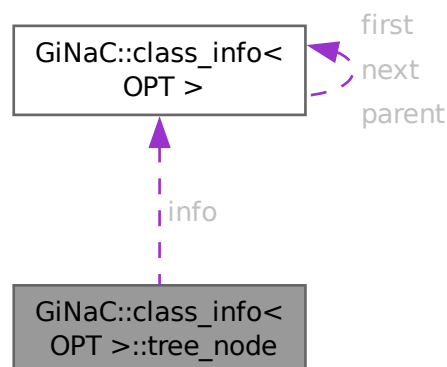 GiNaC::class_info<
OPT >
first
next
parent
info
GiNaC::class_info<
OPT >::tree_node